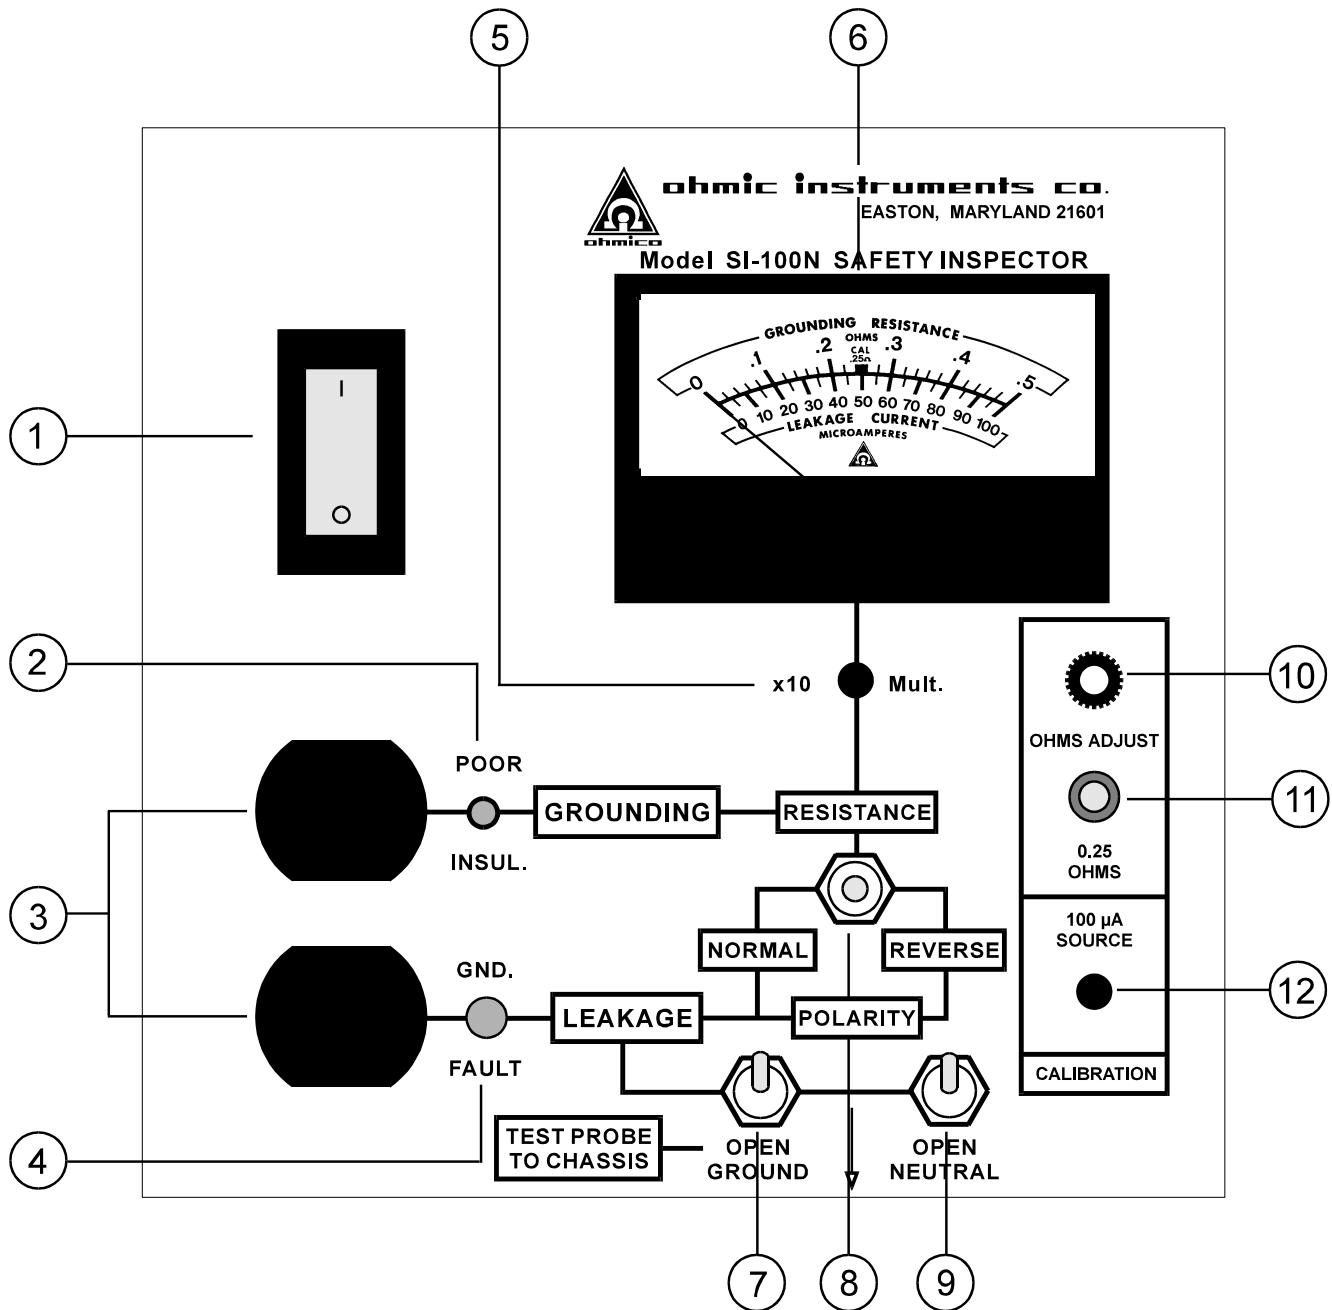 5
6
ohmic instruments co.
EASTON, MARYLAND 21601
ohmico
Model SI-100N SAFETY INSPECTOR
GROUNDING RESISTANCE
OHMS
CAL
.25Ω
0 .1 .2 .3 .4 .5
0 10 20 30 40 50 60 70 80 90 100
LEAKAGE CURRENT
MICROAMPERES
I
O
1
2
x10
Mult.
10
POOR
OHMS ADJUST
GROUNDING
RESISTANCE
11
INSUL.
0.25
OHMS
3
100 µA
SOURCE
NORMAL
REVERSE
GND.
12
LEAKAGE
POLARITY
FAULT
CALIBRATION
4
TEST PROBE
TO CHASSIS
OPEN
GROUND
OPEN
NEUTRAL
7
8
9